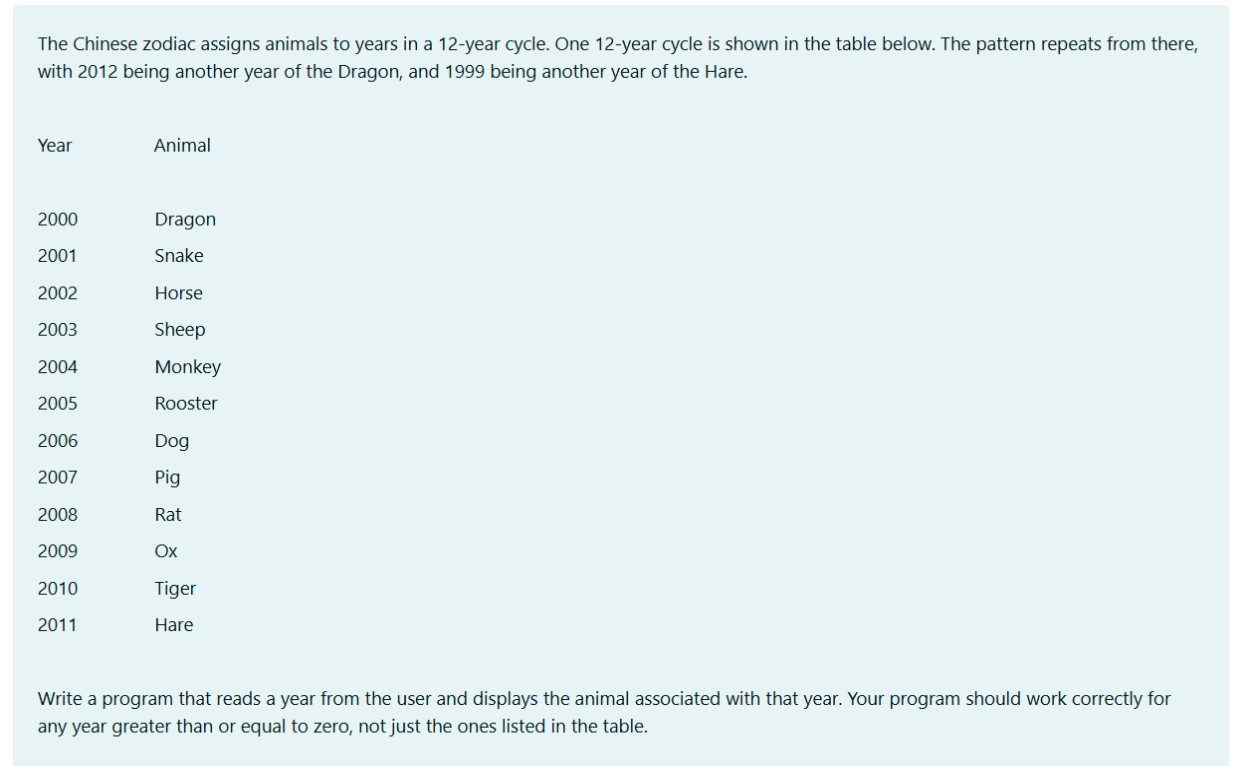 The Chinese zodiac assigns animals to years in a 12-year cycle. One 12-year cycle is shown in the table below. The pattern repeats from there,
with 2012 being another year of the Dragon, and 1999 being another year of the Hare.
Year Animal
2000 Dragon
2001 Snake
2002 Horse
2003 Sheep
2004 Monkey
2005 Rooster
2006 Dog
2007 Pig
2008 Rat
2009 Ox
2010 Tiger
2011 Hare
Write a program that reads a year from the user and displays the animal associated with that year. Your program should work correctly for
any year greater than or equal to zero, not just the ones listed in the table.